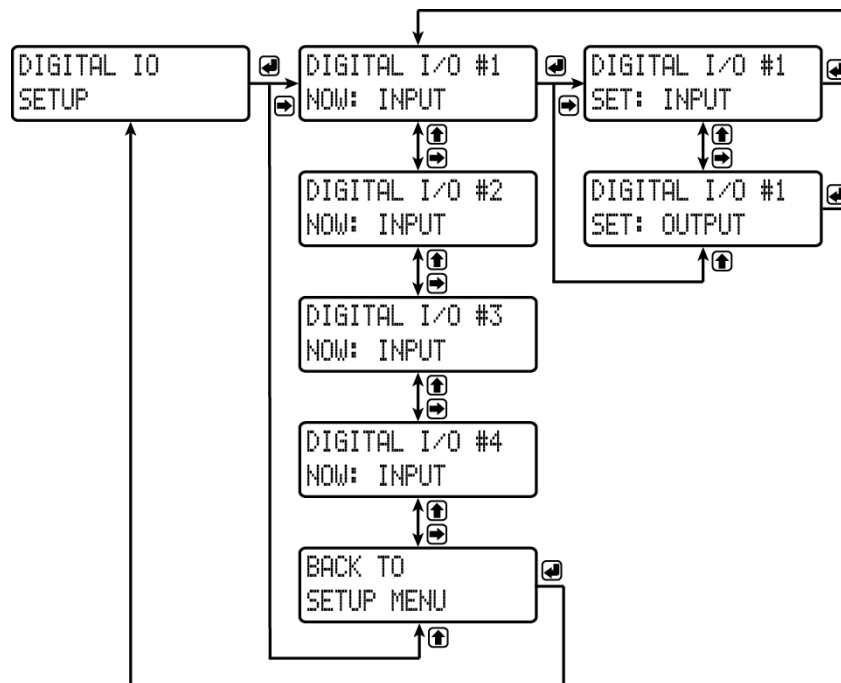 DIGITAL IO
SETUP
DIGITAL I/O #1
NOW: INPUT
DIGITAL I/O #1
SET: INPUT
DIGITAL I/O #2
NOW: INPUT
DIGITAL I/O #1
SET: OUTPUT
DIGITAL I/O #3
NOW: INPUT
DIGITAL I/O #4
NOW: INPUT
BACK TO
SETUP MENU